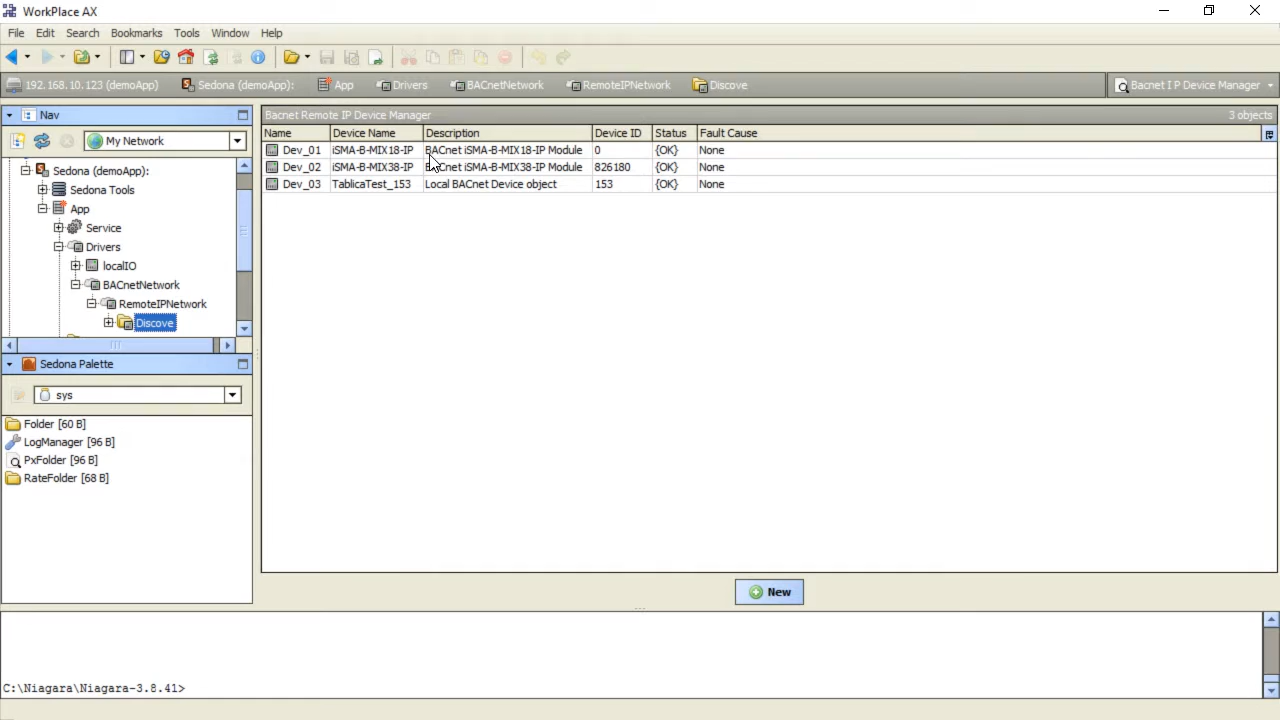 WorkPlace AX
File Edit Search Bookmarks Tools Window Help
192.168.10.123 (demoApp) Sedona (demoApp): App Drivers BACnetNetwork RemoteIPNetwork Discove Bacnet I P Device Manager
Nav
My Network
Sedona (demoApp):
Sedona Tools
App
Service
Drivers
localIO
BACnetNetwork
RemoteIPNetwork
Discove
Sedona Palette
sys
Folder [60 B]
LogManager [96 B]
PxFolder [96 B]
RateFolder [68 B]
Bacnet Remote IP Device Manager 3 objects
Name Device Name Description Device ID Status Fault Cause
Dev_01 iSMA-B-MIX18-IP BACnet iSMA-B-MIX18-IP Module 0 {OK} None
Dev_02 iSMA-B-MIX38-IP BACnet iSMA-B-MIX38-IP Module 826180 {OK} None
Dev_03 TablicaTest_153 Local BACnet Device object 153 {OK} None
New
C:\Niagara\Niagara-3.8.41>